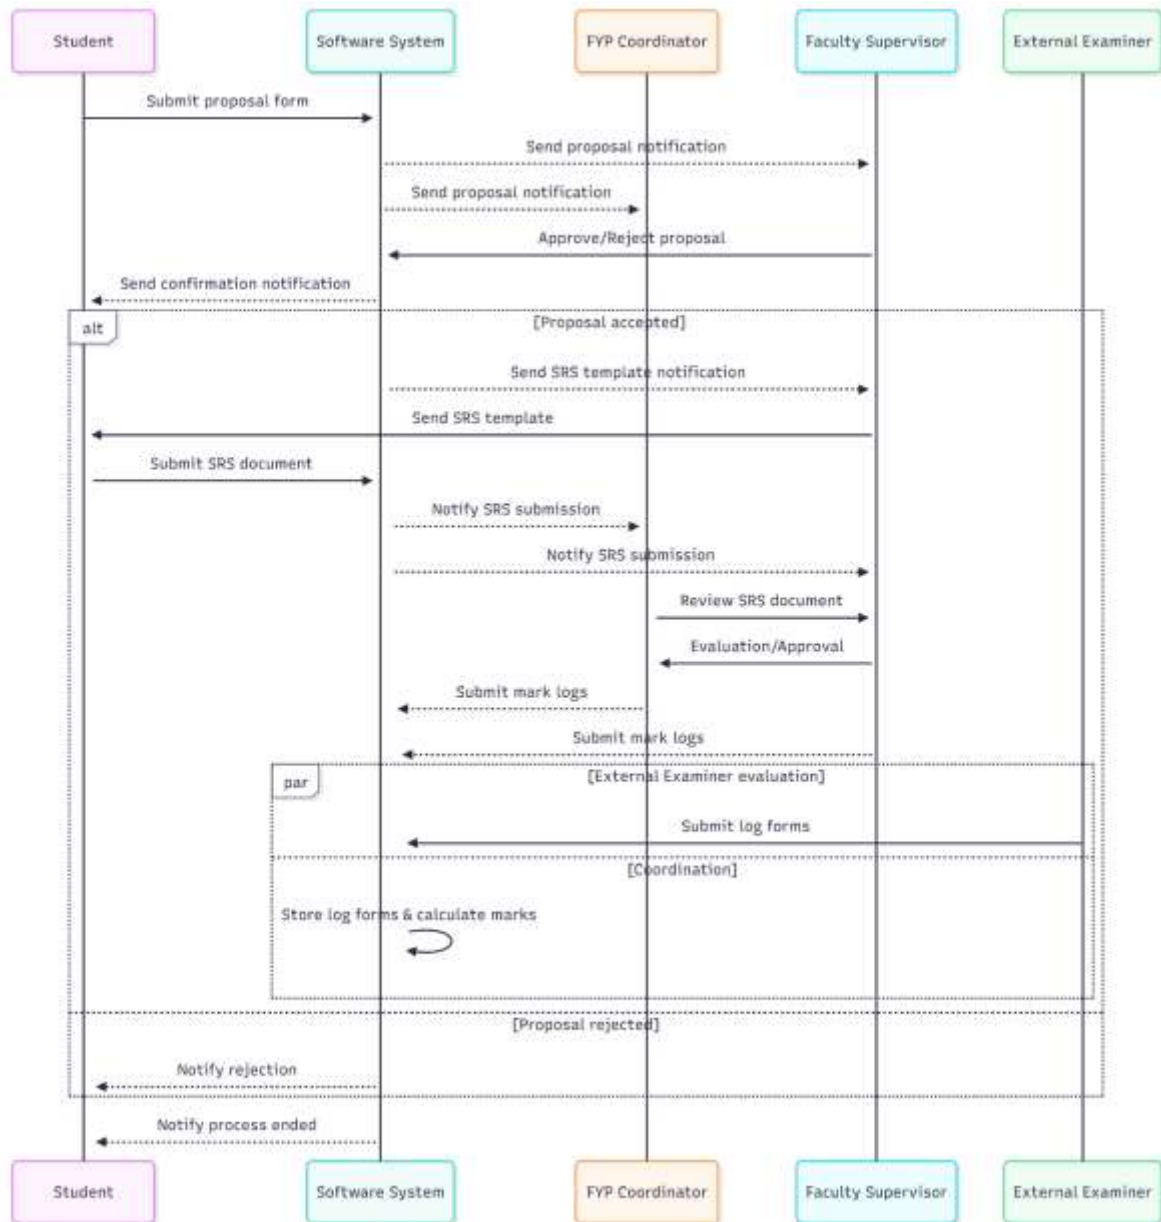 Student
Software System
FYP Coordinator
Faculty Supervisor
External Examiner
Submit proposal form
Send proposal notification
Send proposal notification
Approve/Reject proposal
Send confirmation notification
alt
[Proposal accepted]
Send SRS template notification
Send SRS template
Submit SRS document
Notify SRS submission
Notify SRS submission
Review SRS document
Evaluation/Approval
Submit mark logs
Submit mark logs
par
[External Examiner evaluation]
Submit log forms
[Coordination]
Store log forms & calculate marks
[Proposal rejected]
Notify rejection
Notify process ended
Student
Software System
FYP Coordinator
Faculty Supervisor
External Examiner